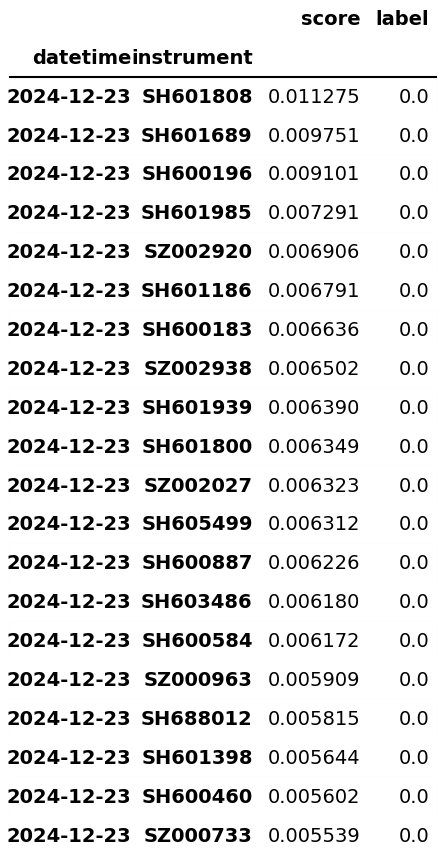 score label
datetime instrument
2024-12-23 SH601808 0.011275 0.0
2024-12-23 SH601689 0.009751 0.0
2024-12-23 SH600196 0.009101 0.0
2024-12-23 SH601985 0.007291 0.0
2024-12-23 SZ002920 0.006906 0.0
2024-12-23 SH601186 0.006791 0.0
2024-12-23 SH600183 0.006636 0.0
2024-12-23 SZ002938 0.006502 0.0
2024-12-23 SH601939 0.006390 0.0
2024-12-23 SH601800 0.006349 0.0
2024-12-23 SZ002027 0.006323 0.0
2024-12-23 SH605499 0.006312 0.0
2024-12-23 SH600887 0.006226 0.0
2024-12-23 SH603486 0.006180 0.0
2024-12-23 SH600584 0.006172 0.0
2024-12-23 SZ000963 0.005909 0.0
2024-12-23 SH688012 0.005815 0.0
2024-12-23 SH601398 0.005644 0.0
2024-12-23 SH600460 0.005602 0.0
2024-12-23 SZ000733 0.005539 0.0